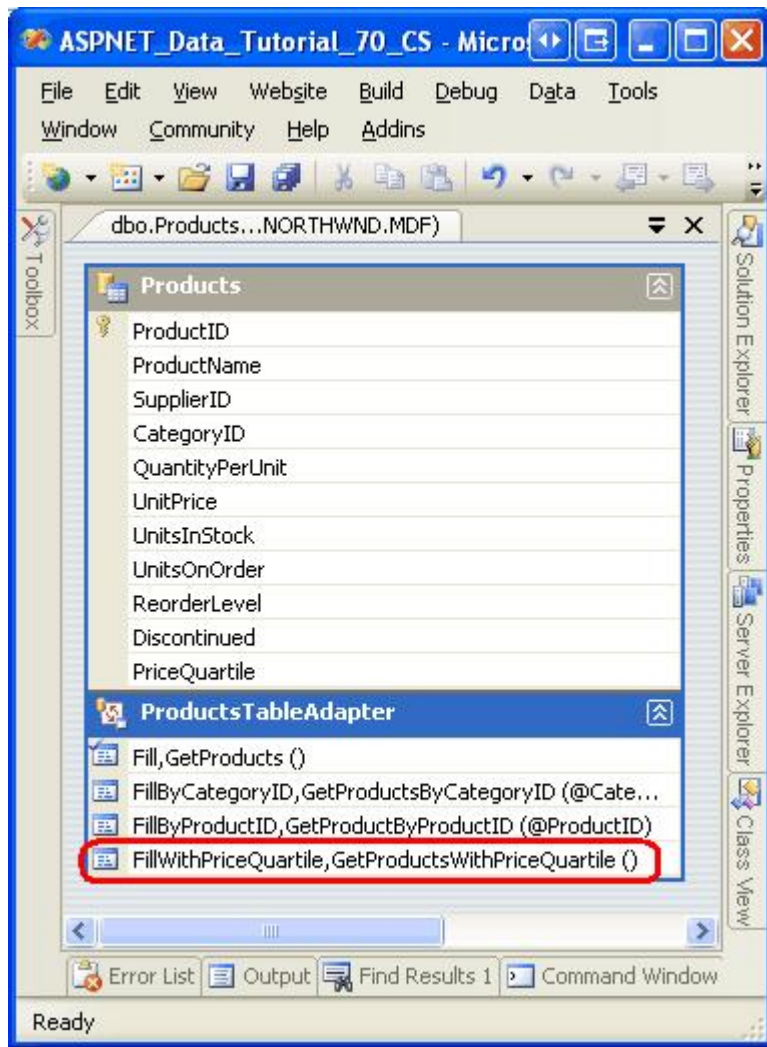 ASPNET_Data_Tutorial_70_CS - Micro
File Edit View Website Build Debug Data Tools
Window Community Help Addins
Toolbox
dbo.Products...NORTHWND.MDF)
Products
ProductID
ProductName
SupplierID
CategoryID
QuantityPerUnit
UnitPrice
UnitsInStock
UnitsOnOrder
ReorderLevel
Discontinued
PriceQuartile
ProductsTableAdapter
Fill,GetProducts ()
FillByCategoryID,GetProductsByCategoryID (@Cate...
FillByProductID,GetProductByProductID (@ProductID)
FillWithPriceQuartile,GetProductsWithPriceQuartile ()
Solution Explorer
Properties
Server Explorer
Class View
Error List Output Find Results 1 Command Window
Ready